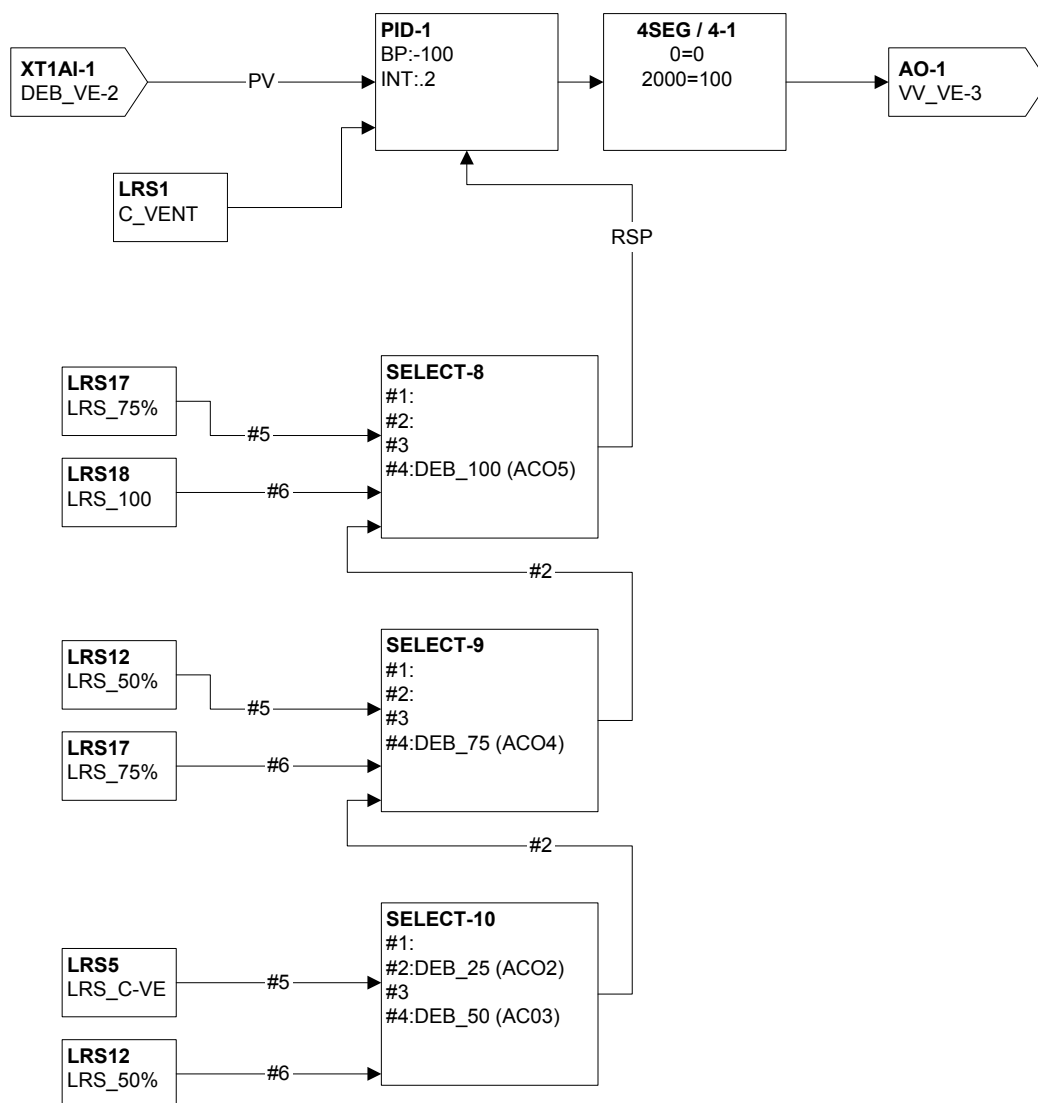 XT1AI-1
DEB_VE-2
PV
PID-1
BP:-100
INT:.2
4SEG / 4-1
0=0
2000=100
AO-1
VV_VE-3
LRS1
C_VENT
RSP
LRS17
LRS_75%
#5
LRS18
LRS_100
#6
SELECT-8
#1:
#2:
#3
#4:DEB_100 (ACO5)
#2
LRS12
LRS_50%
#5
LRS17
LRS_75%
#6
SELECT-9
#1:
#2:
#3
#4:DEB_75 (ACO4)
#2
LRS5
LRS_C-VE
#5
LRS12
LRS_50%
#6
SELECT-10
#1:
#2:DEB_25 (ACO2)
#3
#4:DEB_50 (AC03)